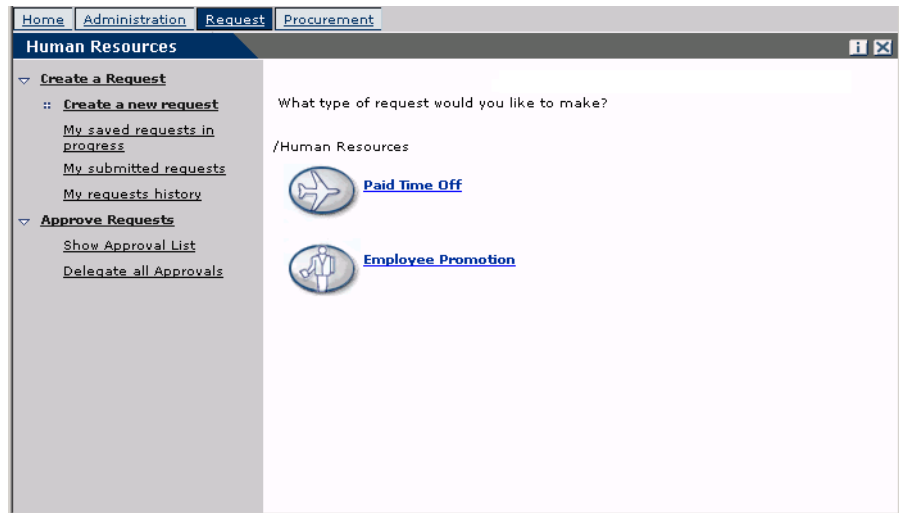 Home Administration Request Procurement
Human Resources
Create a Request
Create a new request
My saved requests in
progress
My submitted requests
My requests history
Approve Requests
Show Approval List
Delegate all Approvals
What type of request would you like to make?
/Human Resources
Paid Time Off
Employee Promotion